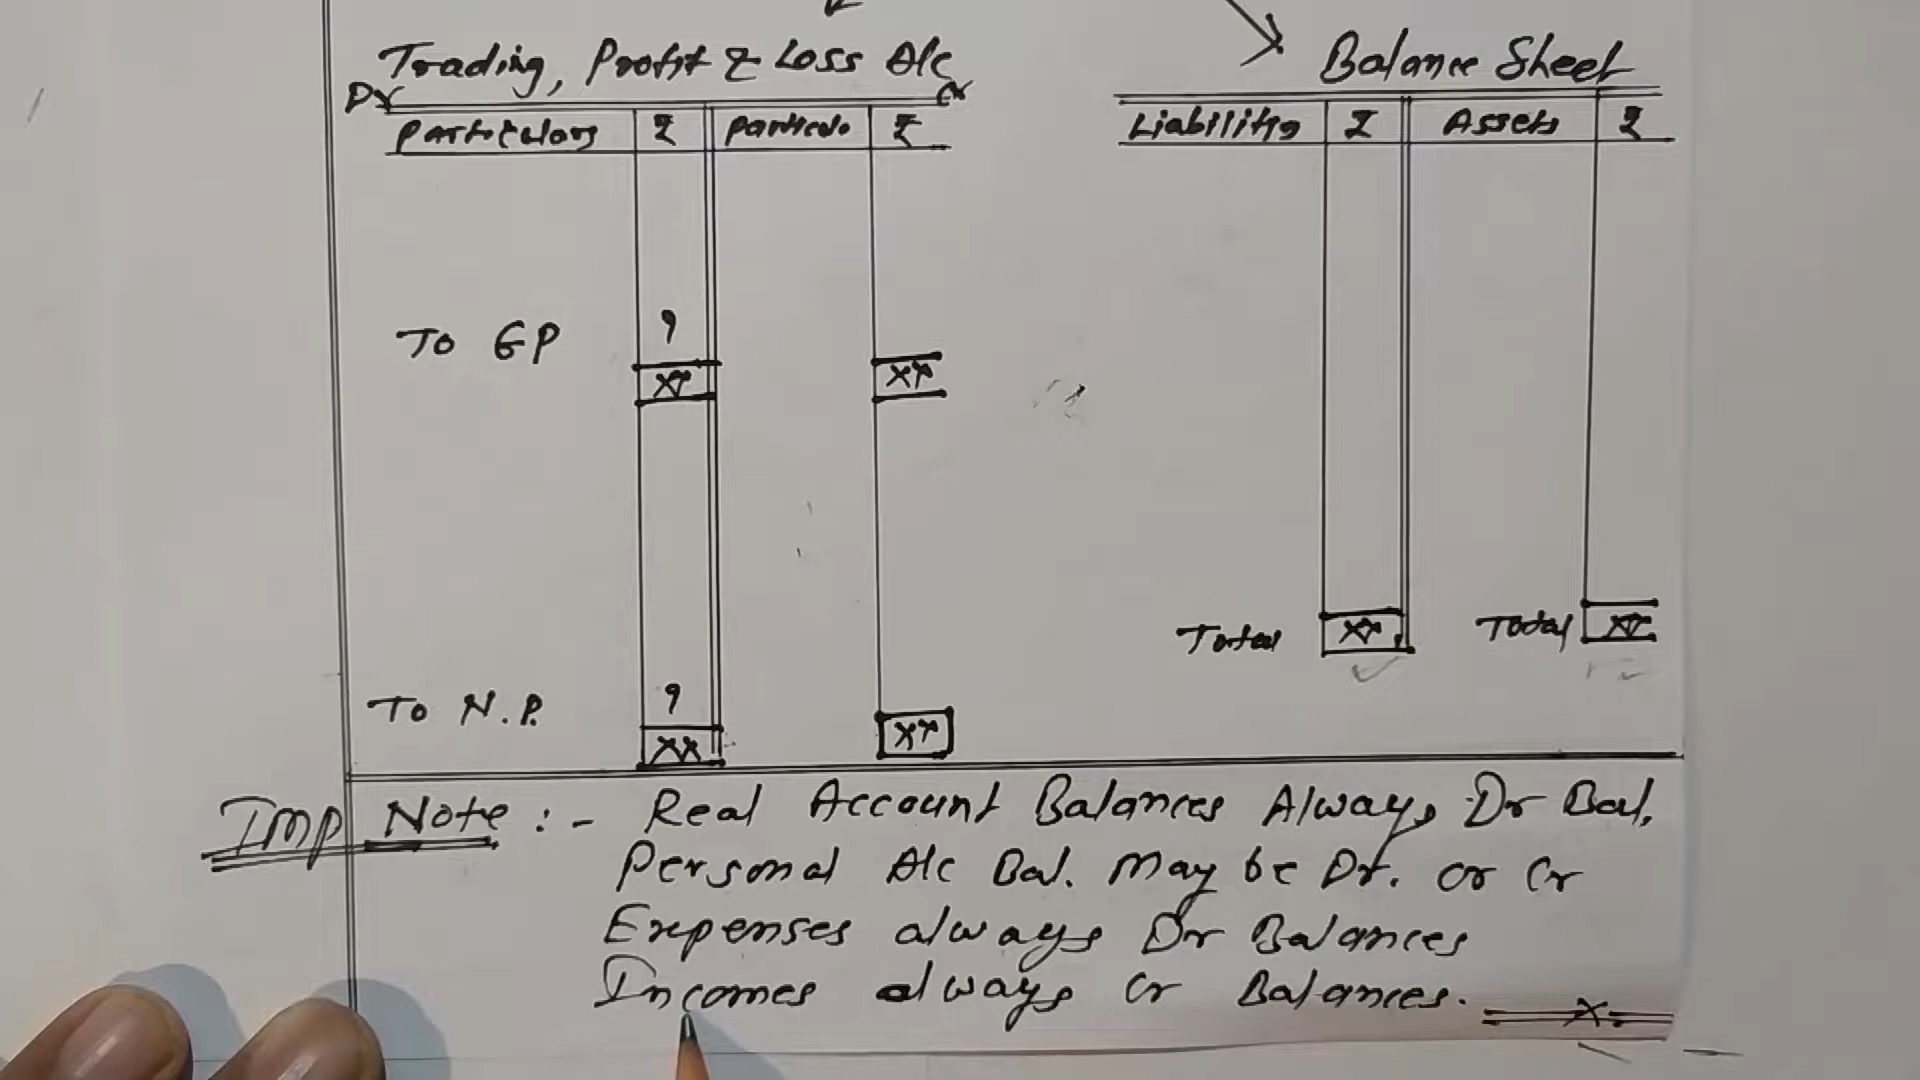 Trading, Profit & Loss A/c
Dr
Cr
Particulars ₹ Particulo ₹
To GP ?
xx xx
To N.P. ?
xx xx
Balance Sheet
Liabilities ₹ Assets ₹
Total xx Total xx
Imp Note :- Real Account Balances Always Dr Bal.
Personal A/c Bal. May be Dr. or Cr
Expenses always Dr Balances
Incomes always Cr Balances.